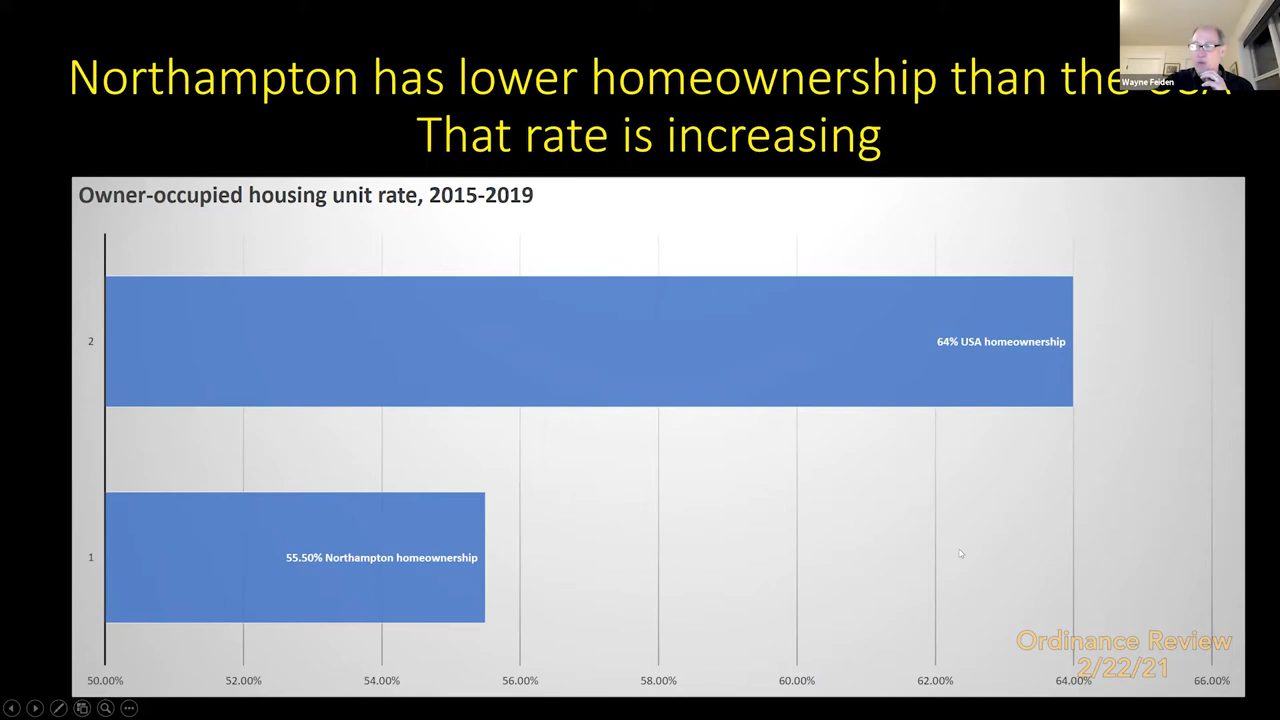 Northampton has lower homeownership than the
That rate is increasing
Wayne Feiden
Owner-occupied housing unit rate, 2015-2019
2
64% USA homeownership
1
55.50% Northampton homeownership
Ordinance Review
2/22/21
50.00% 52.00% 54.00% 56.00% 58.00% 60.00% 62.00% 64.00% 66.00%